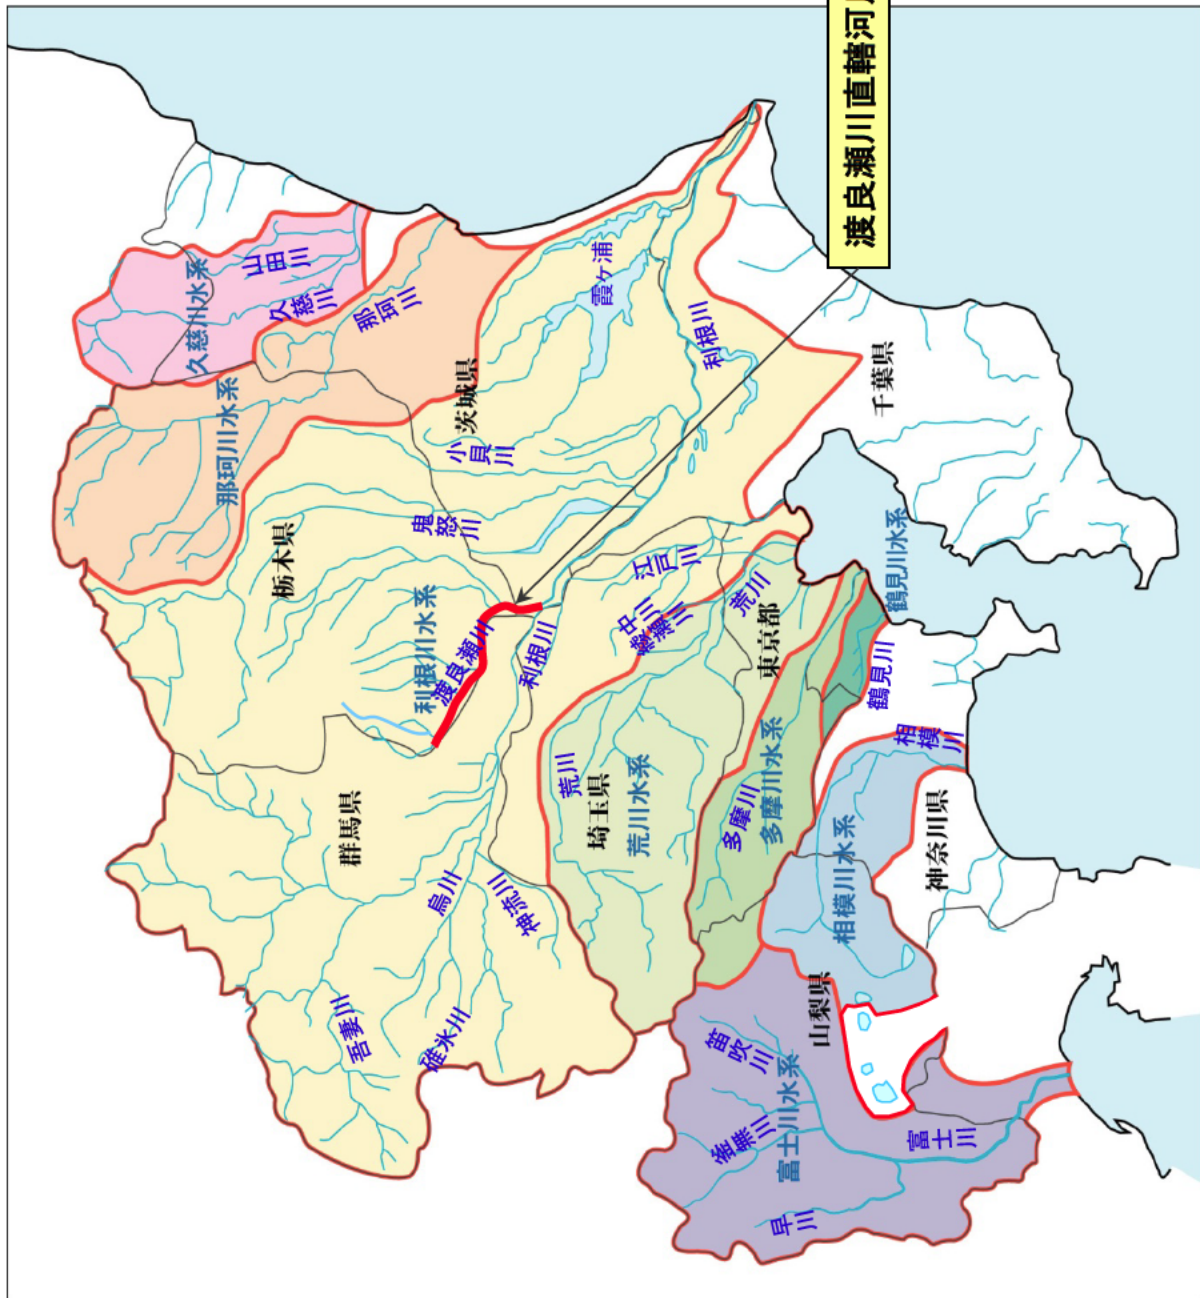 久慈川水系
山田川
久慈川
那珂川
那珂川水系
茨城県
霞ヶ浦
利根川
千葉県
小貝川
鬼怒川
栃木県
利根川水系
渡良瀬川
利根川
江戸川
中川
綾瀬川
荒川
東京都
鶴見川水系
鶴見川
相模川
群馬県
烏川
神流川
吾妻川
碓氷川
荒川
埼玉県
荒川水系
多摩川
多摩川水系
相模川水系
神奈川県
山梨県
笛吹川
釜無川
富士川水系
富士川
早川
渡良瀬川直轄河